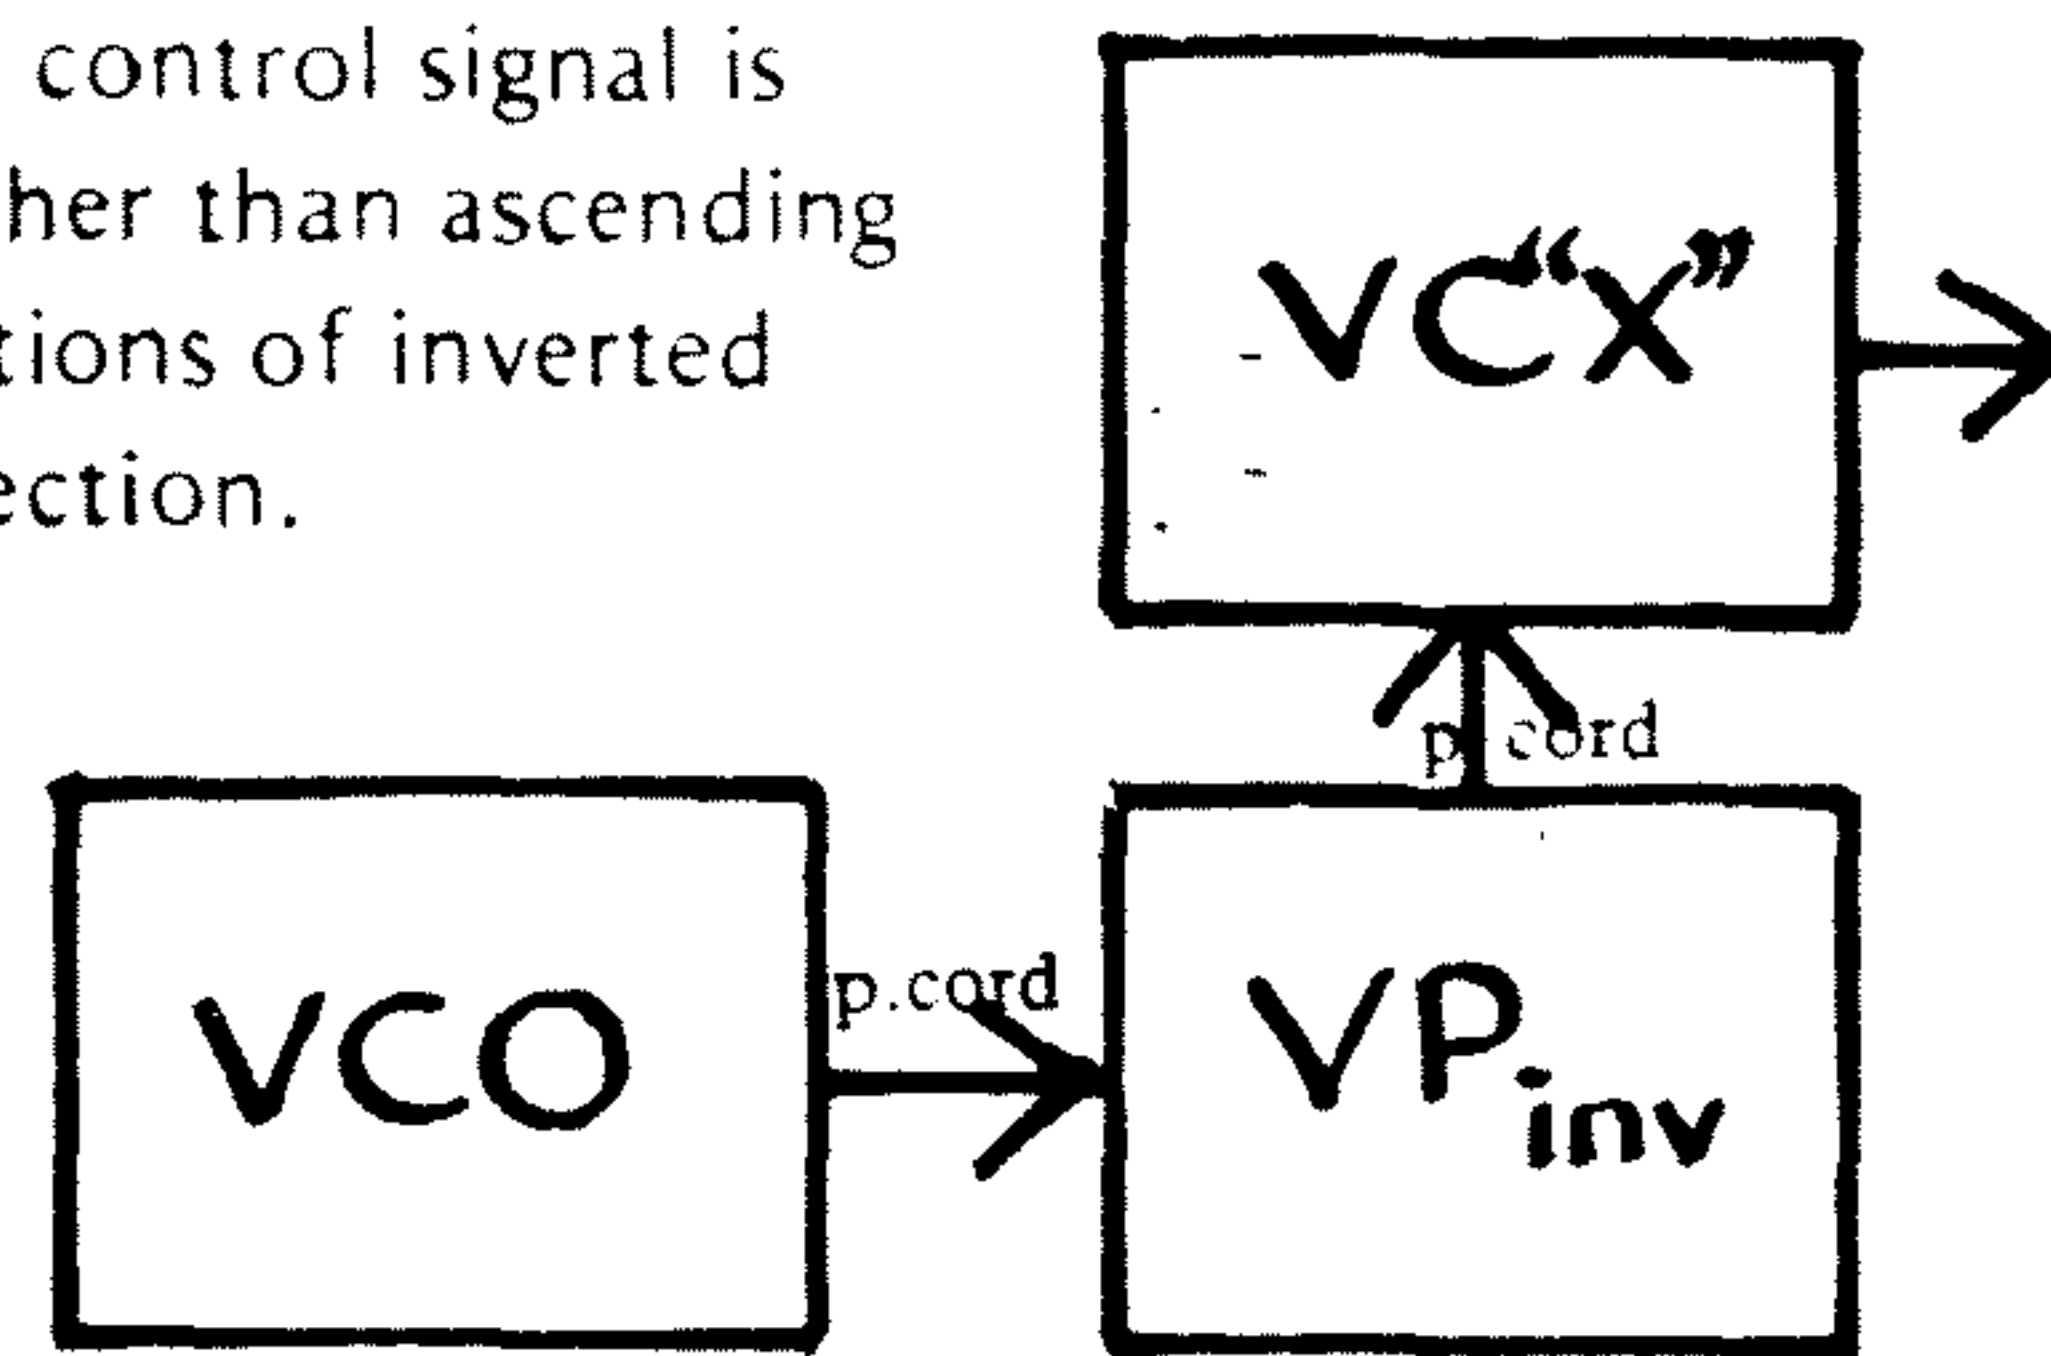 control signal is
her than ascending
tions of inverted
ection.
VC“X”
p. cord
VCO
p.cord
VPinv